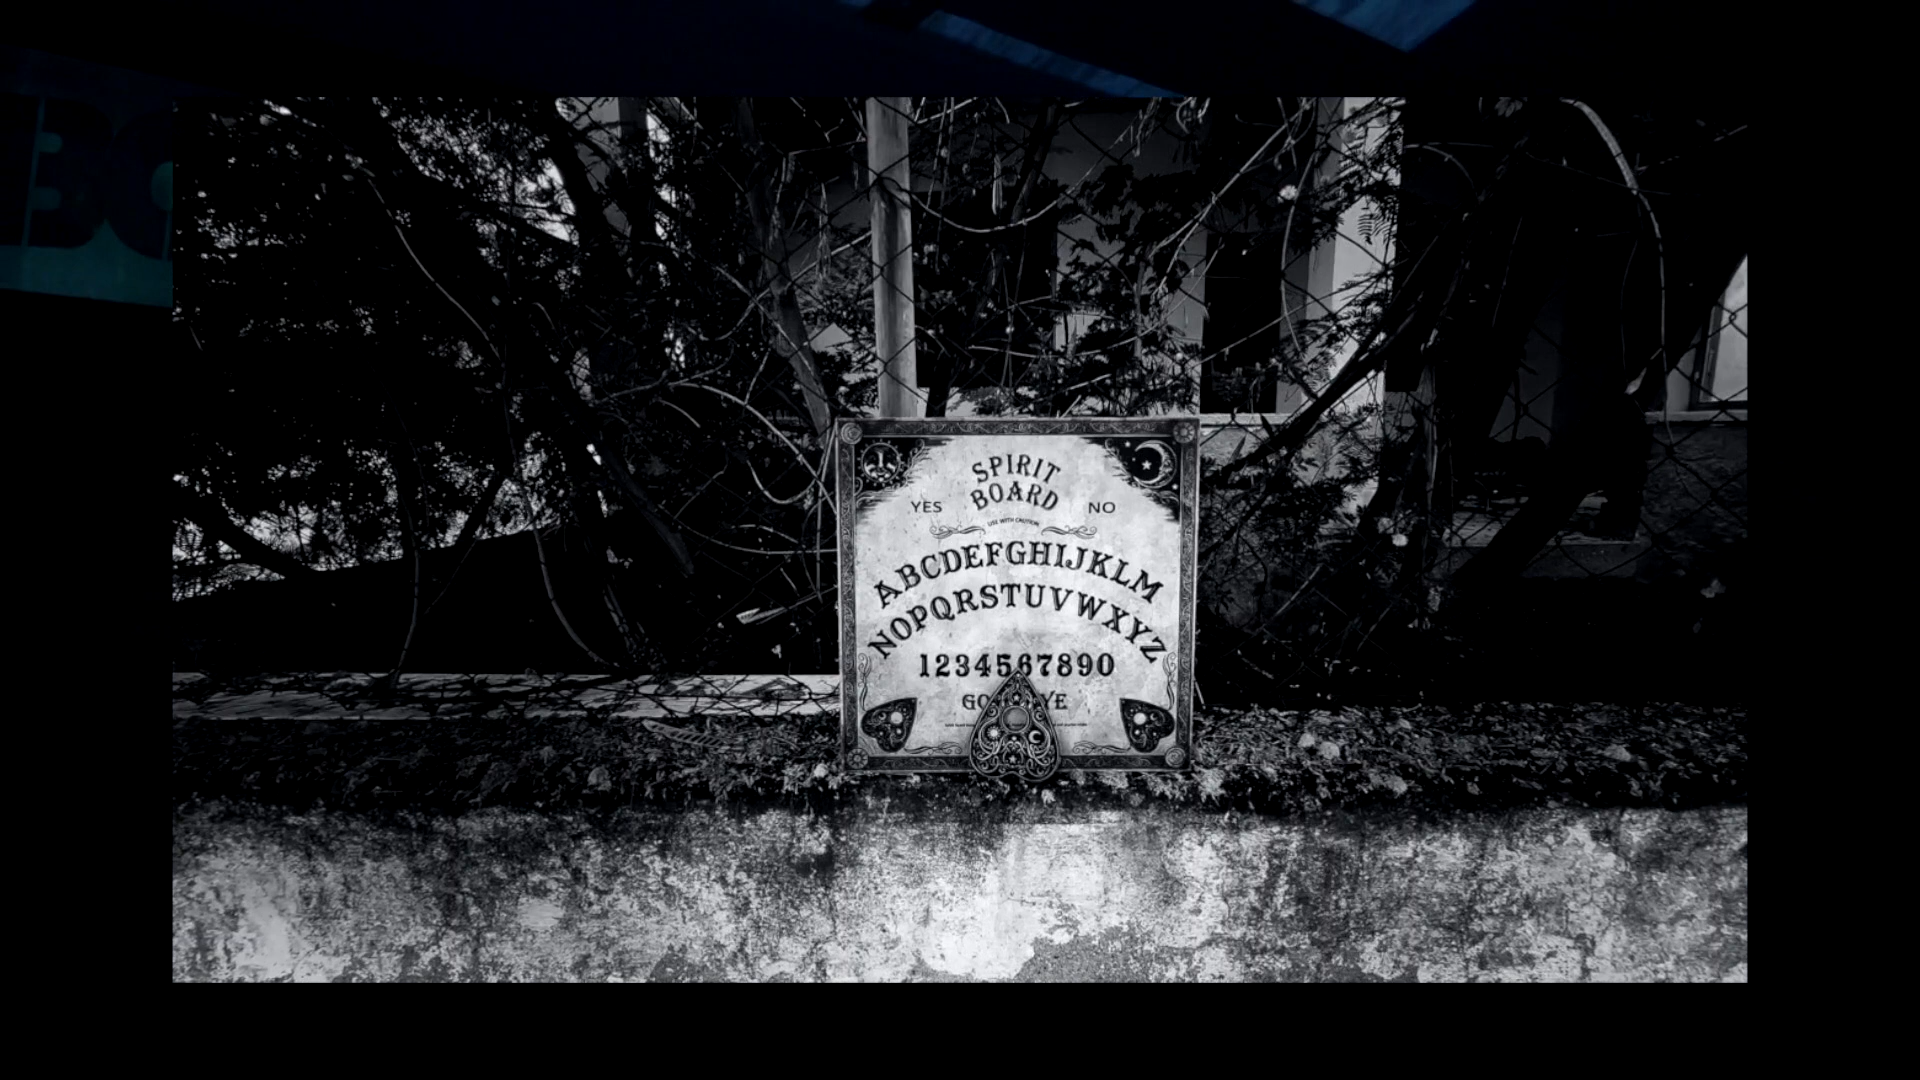 SPIRIT
BOARD
YES
NO
USE WITH CAUTION
ABCDEFGHIJKLM
NOPQRSTUVWXYZ
1234567890